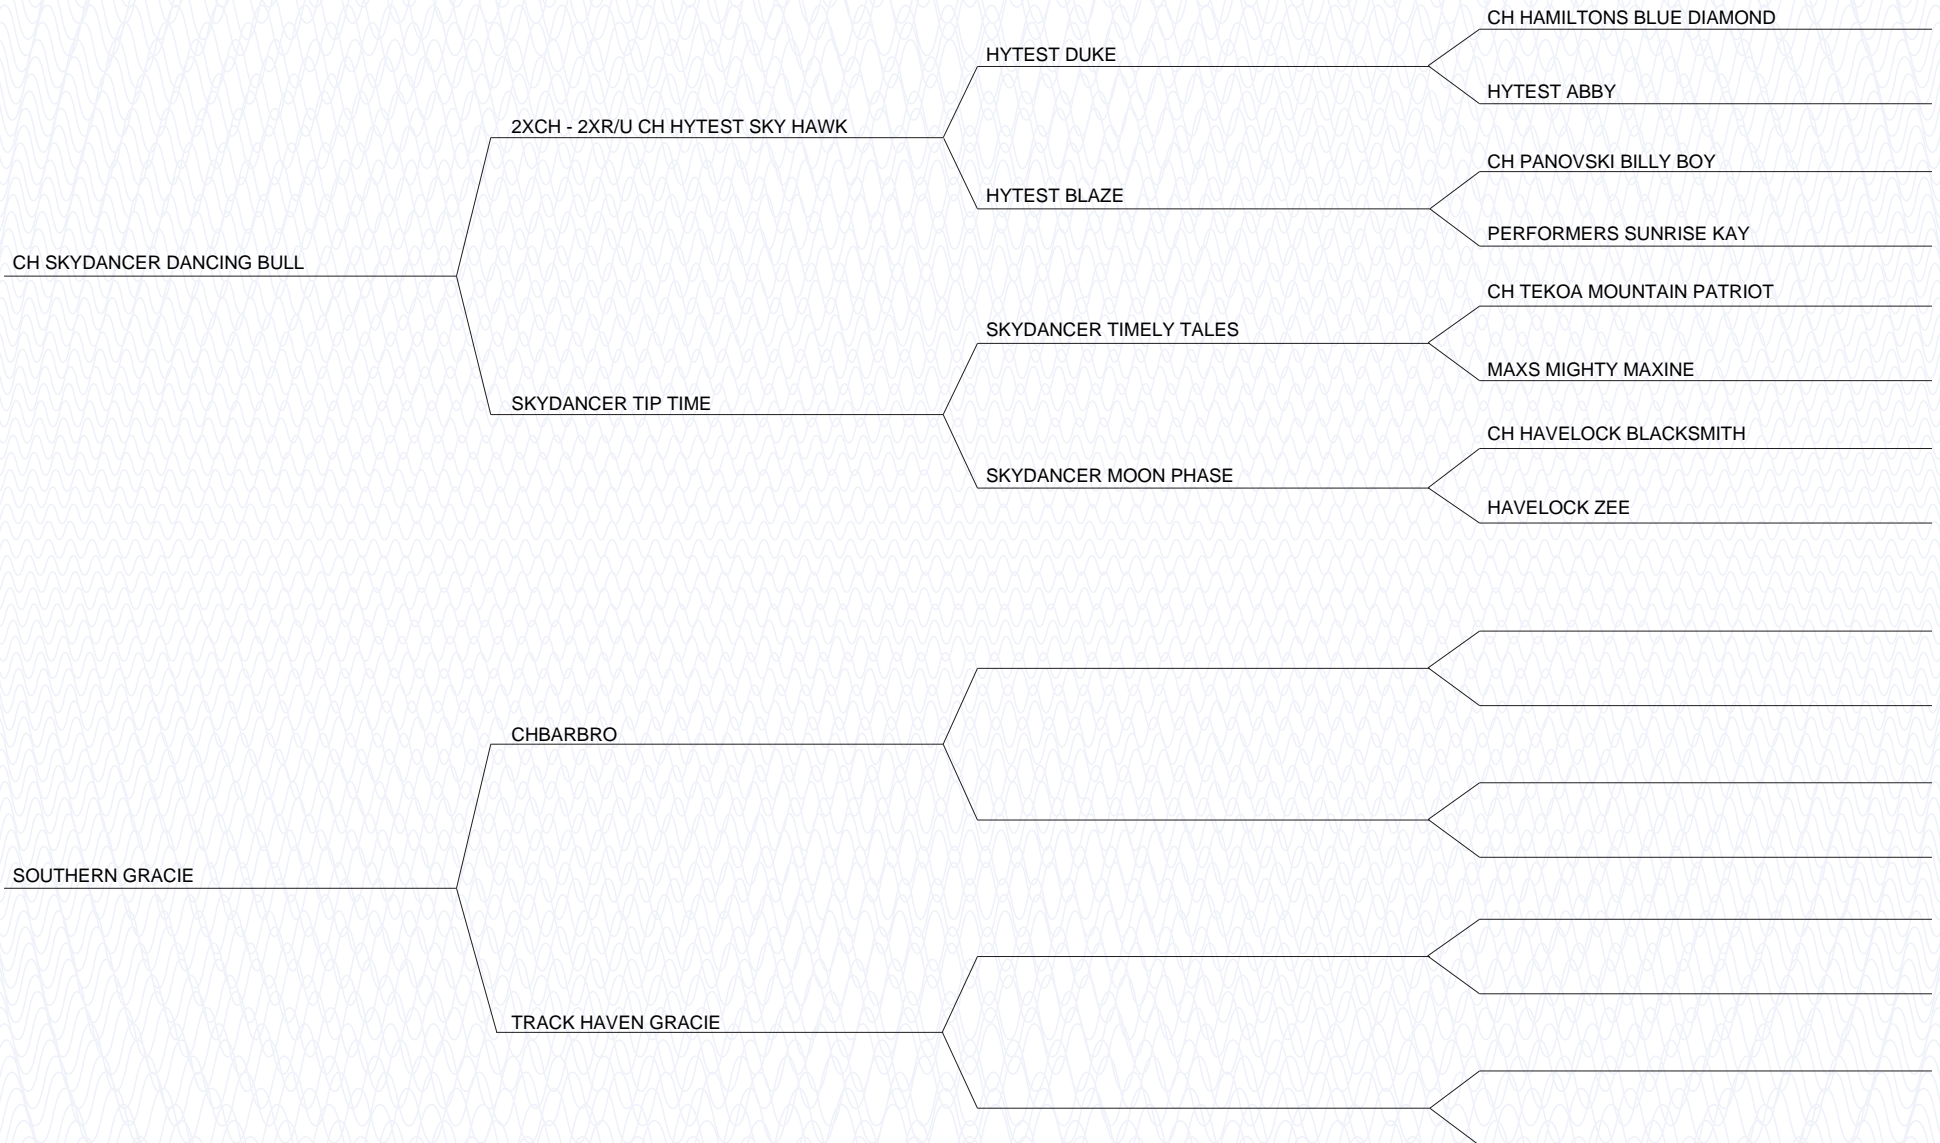 CH HAMILTONS BLUE DIAMOND
HYTEST DUKE
HYTEST ABBY
2XCH - 2XR/U CH HYTEST SKY HAWK
CH PANOVSKI BILLY BOY
HYTEST BLAZE
PERFORMERS SUNRISE KAY
CH SKYDANCER DANCING BULL
CH TEKOA MOUNTAIN PATRIOT
SKYDANCER TIMELY TALES
MAXS MIGHTY MAXINE
SKYDANCER TIP TIME
CH HAVELOCK BLACKSMITH
SKYDANCER MOON PHASE
HAVELOCK ZEE
CHBARBRO
SOUTHERN GRACIE
TRACK HAVEN GRACIE